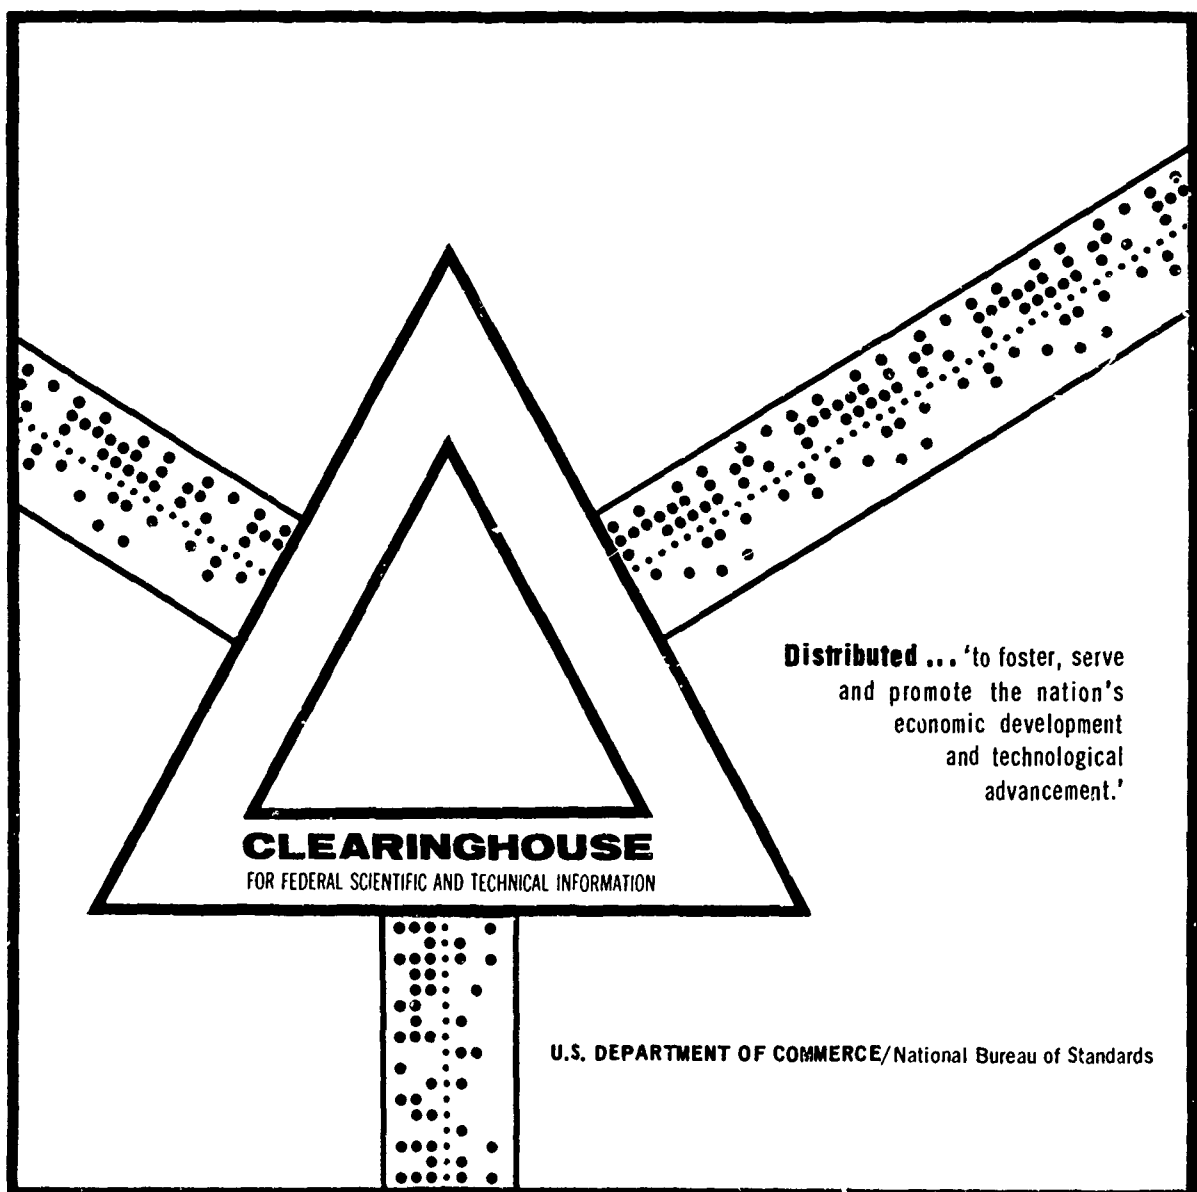 Distributed ... 'to foster, serve
and promote the nation's
economic development
and technological
advancement.'
CLEARINGHOUSE
FOR FEDERAL SCIENTIFIC AND TECHNICAL INFORMATION
U.S. DEPARTMENT OF COMMERCE/National Bureau of Standards